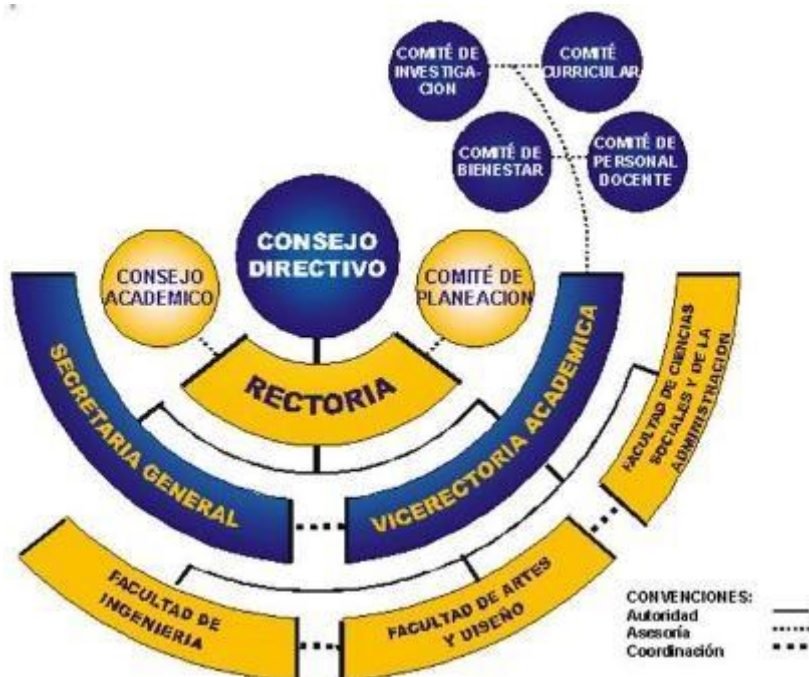 COMITÉ DE
INVESTIGA-
CION
COMITÉ
CURRICULAR
COMITÉ DE
BIENESTAR
COMITÉ DE
PERSONAL
DOCENTE
CONSEJO
DIRECTIVO
CONSEJO
ACADEMICO
COMITÉ DE
PLANEACION
RECTORIA
SECRETARIA GENERAL
VICERECTORIA ACADEMICA
FACULTAD DE CIENCIAS
SOCIALES Y DE LA
ADMINISTRACION
FACULTAD DE
INGENIERIA
FACULTAD DE ARTES
Y DISEÑO
CONVENCIONES:
Autoridad
Asesoría
Coordinación